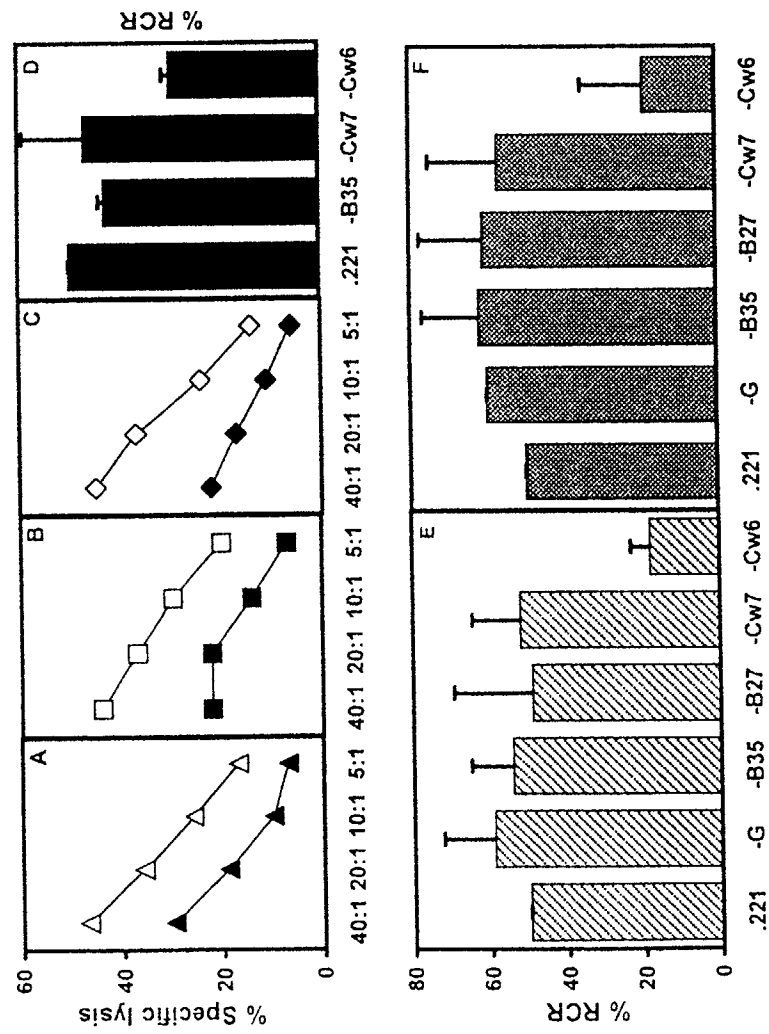 % Specific lysis
60
40
20
0
A
40:1 20:1 10:1 5:1
B
40:1 20:1 10:1 5:1
C
40:1 20:1 10:1 5:1
D
.221 -B35 -Cw7 -Cw6
% RCR
% RCR
80
60
40
20
0
E
.221 -G -B35 -B27 -Cw7 -Cw6
F
.221 -G -B35 -B27 -Cw7 -Cw6